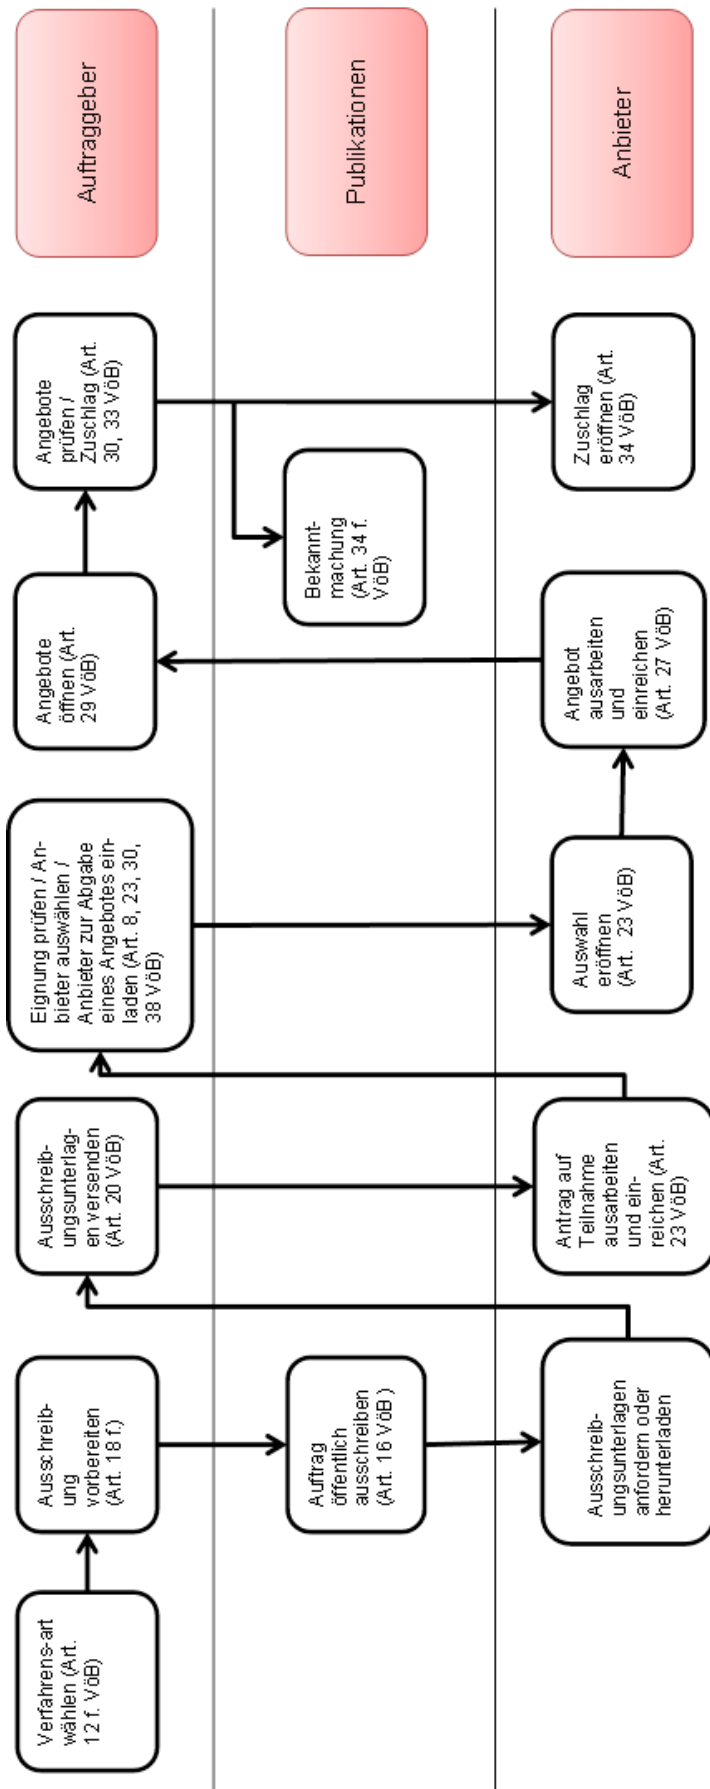 Verfahrens-art
wählen (Art.
12 f. VöB)
Ausschreib-
ung
vorbereiten
(Art. 18 f.)
Ausschreib-
ungsunterlag-
en versenden
(Art. 20 VöB)
Eignung prüfen / An-
bieter auswählen /
Anbieter zur Abgabe
eines Angebotes ein-
laden (Art. 8, 23, 30,
38 VöB)
Angebote
öffnen (Art.
29 VöB)
Angebote
prüfen /
Zuschlag (Art.
30, 33 VöB)
Auftraggeber
Auftrag
öffentlich
ausschreiben
(Art. 16 VöB )
Bekannt-
machung
(Art. 34 f.
VöB)
Publikationen
Ausschreib-
ungsunterlagen
anfordern oder
herunterladen
Antrag auf
Teilnahme
ausarbeiten
und ein-
reichen (Art.
23 VöB)
Auswahl
eröffnen
(Art. 23 VöB)
Angebot
ausarbeiten
und
einreichen
(Art. 27 VöB)
Zuschlag
eröffnen (Art.
34 VöB)
Anbieter